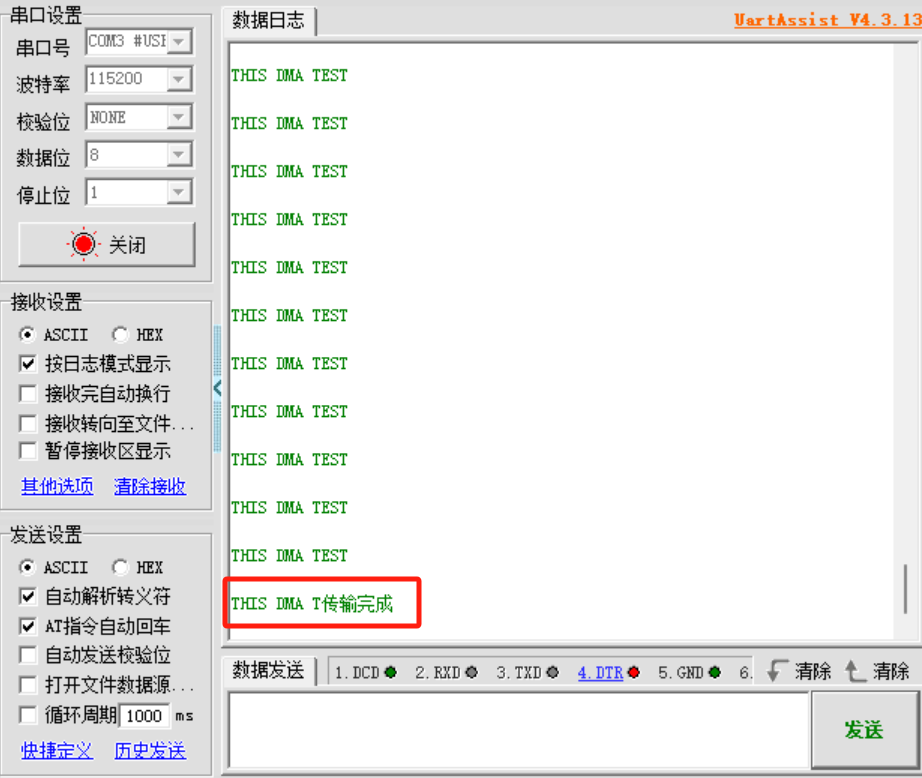 串口设置
串口号 COM3 #USI
波特率 115200
校验位 NONE
数据位 8
停止位 1
关闭
接收设置
ASCII HEX
按日志模式显示
接收完自动换行
接收转向至文件...
暂停接收区显示
其他选项 清除接收
发送设置
ASCII HEX
自动解析转义符
AT指令自动回车
自动发送校验位
打开文件数据源...
循环周期 1000 ms
快捷定义 历史发送
数据日志 UartAssist V4.3.13
THIS DMA TEST
THIS DMA TEST
THIS DMA TEST
THIS DMA TEST
THIS DMA TEST
THIS DMA TEST
THIS DMA TEST
THIS DMA TEST
THIS DMA TEST
THIS DMA TEST
THIS DMA TEST
THIS DMA T传输完成
数据发送 1.DCD 2.RXD 3.TXD 4.DTR 5.GND 6. 清除 清除
发送